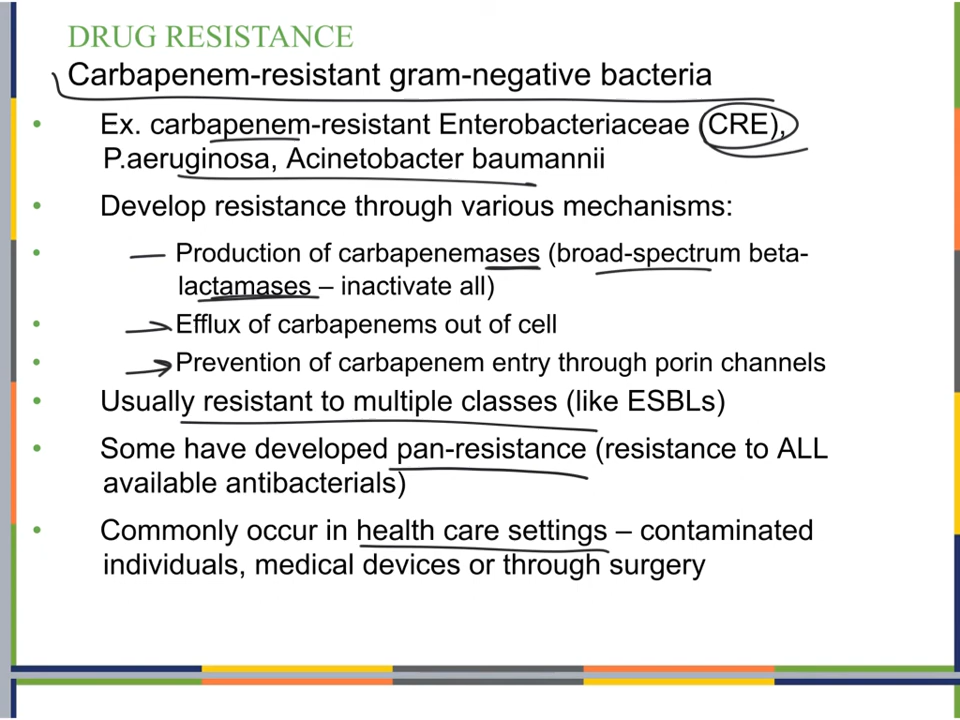 DRUG RESISTANCE
Carbapenem-resistant gram-negative bacteria
• Ex. carbapenem-resistant Enterobacteriaceae (CRE),
P.aeruginosa, Acinetobacter baumannii
• Develop resistance through various mechanisms:
• Production of carbapenemases (broad-spectrum beta-
lactamases – inactivate all)
• Efflux of carbapenems out of cell
• Prevention of carbapenem entry through porin channels
• Usually resistant to multiple classes (like ESBLs)
• Some have developed pan-resistance (resistance to ALL
available antibacterials)
• Commonly occur in health care settings – contaminated
individuals, medical devices or through surgery